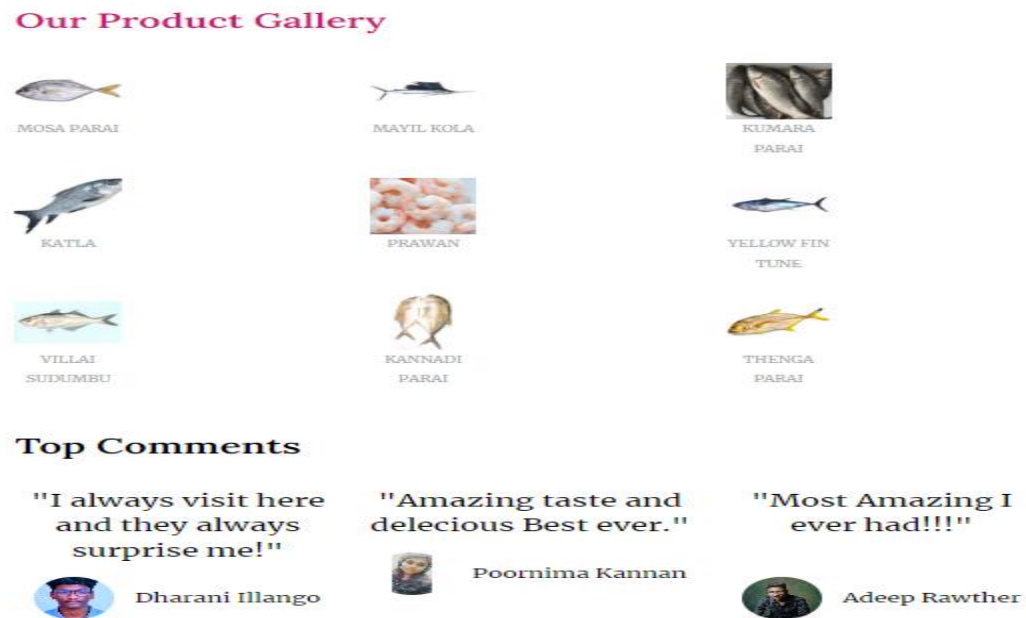 Our Product Gallery
MOSA PARAI
MAYIL KOLA
KUMARA
PARAI
KATLA
PRAWAN
YELLOW FIN
TUNE
VILLAI
SUDUMBU
KANNADI
PARAI
THENGA
PARAI
Top Comments
"I always visit here
and they always
surprise me!"
Dharani Illango
"Amazing taste and
delecious Best ever."
Poornima Kannan
"Most Amazing I
ever had!!!"
Adeep Rawther